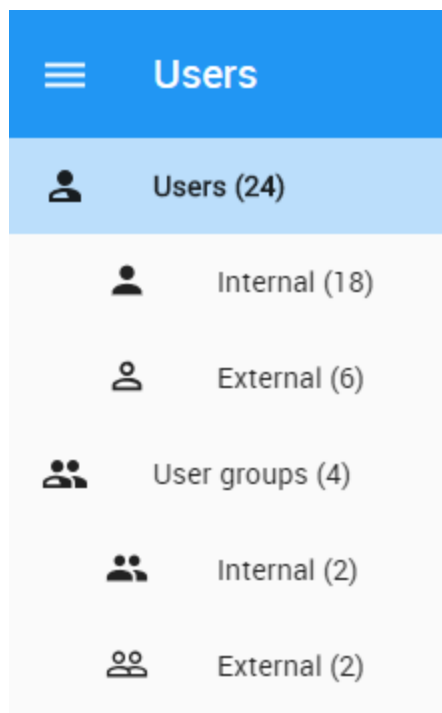 Users
Users (24)
Internal (18)
External (6)
User groups (4)
Internal (2)
External (2)